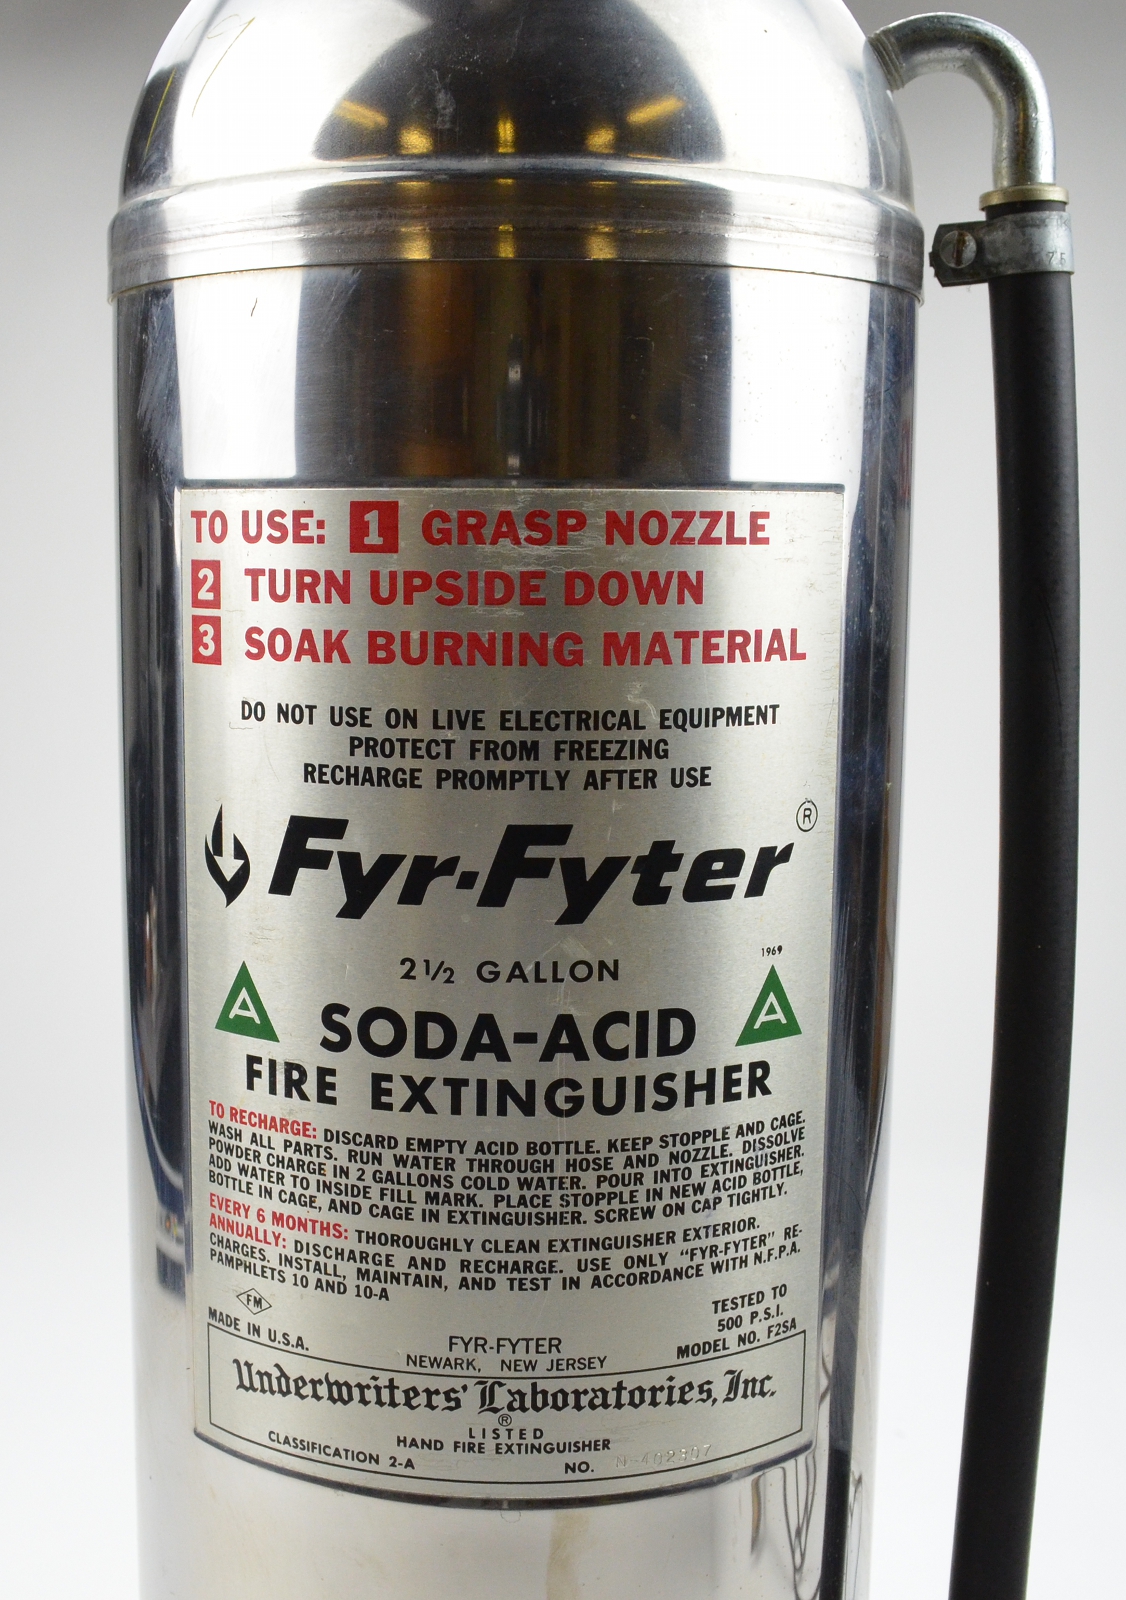 TO USE: 1 GRASP NOZZLE
2 TURN UPSIDE DOWN
3 SOAK BURNING MATERIAL
DO NOT USE ON LIVE ELECTRICAL EQUIPMENT
PROTECT FROM FREEZING
RECHARGE PROMPTLY AFTER USE
Fyr-Fyter ®
1969
2 1/2 GALLON
A SODA-ACID A
FIRE EXTINGUISHER
TO RECHARGE: DISCARD EMPTY ACID BOTTLE. KEEP STOPPLE AND CAGE.
WASH ALL PARTS. RUN WATER THROUGH HOSE AND NOZZLE. DISSOLVE
POWDER CHARGE IN 2 GALLONS COLD WATER. POUR INTO EXTINGUISHER.
ADD WATER TO INSIDE FILL MARK. PLACE STOPPLE IN NEW ACID BOTTLE,
BOTTLE IN CAGE, AND CAGE IN EXTINGUISHER. SCREW ON CAP TIGHTLY.
EVERY 6 MONTHS: THOROUGHLY CLEAN EXTINGUISHER EXTERIOR.
ANNUALLY: DISCHARGE AND RECHARGE. USE ONLY "FYR-FYTER" RE-
CHARGES. INSTALL, MAINTAIN, AND TEST IN ACCORDANCE WITH N.F.P.A.
PAMPHLETS 10 AND 10-A
FM
MADE IN U.S.A.
FYR-FYTER
NEWARK, NEW JERSEY
TESTED TO
500 P.S.I.
MODEL NO. F2SA
Underwriters' Laboratories, Inc.
®
LISTED
HAND FIRE EXTINGUISHER
CLASSIFICATION 2-A
NO.